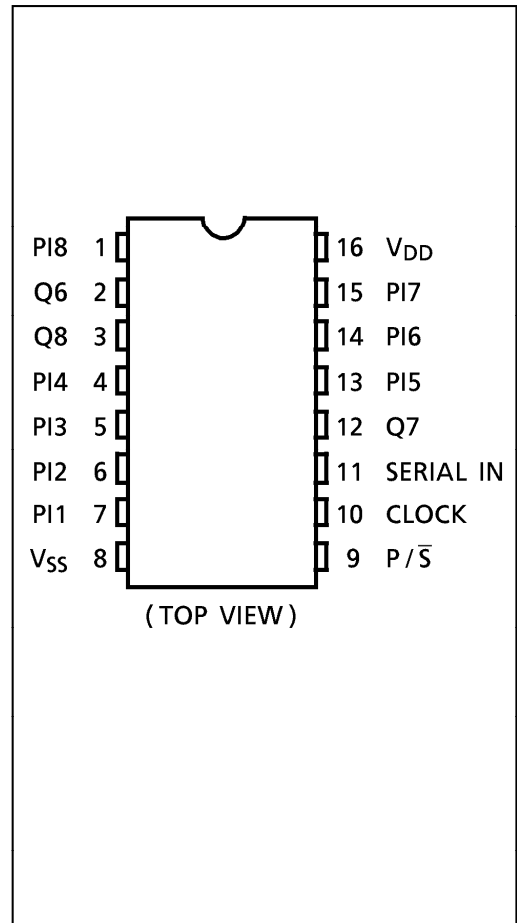 PI8 1 16 VDD
Q6 2 15 PI7
Q8 3 14 PI6
PI4 4 13 PI5
PI3 5 12 Q7
PI2 6 11 SERIAL IN
PI1 7 10 CLOCK
VSS 8 9 P/S̅
(TOP VIEW)